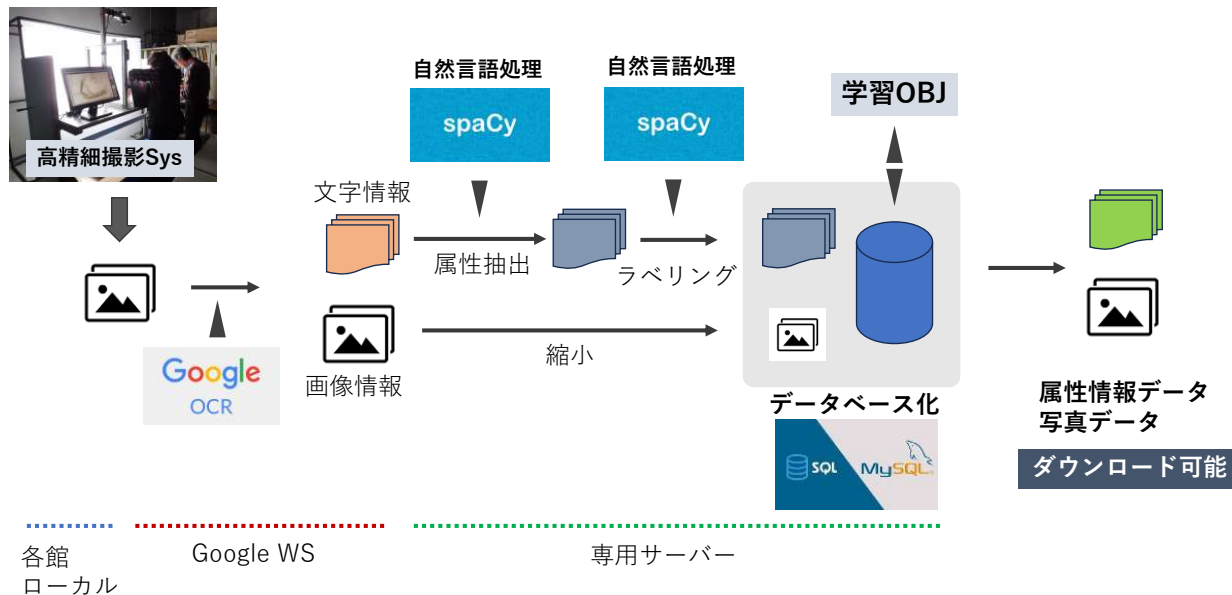 高精細撮影Sys
自然言語処理
spaCy
自然言語処理
spaCy
学習OBJ
文字情報
属性抽出
ラベリング
Google
OCR
画像情報
縮小
データベース化
SQL
MySQL
属性情報データ
写真データ
ダウンロード可能
各館
ローカル
Google WS
専用サーバー